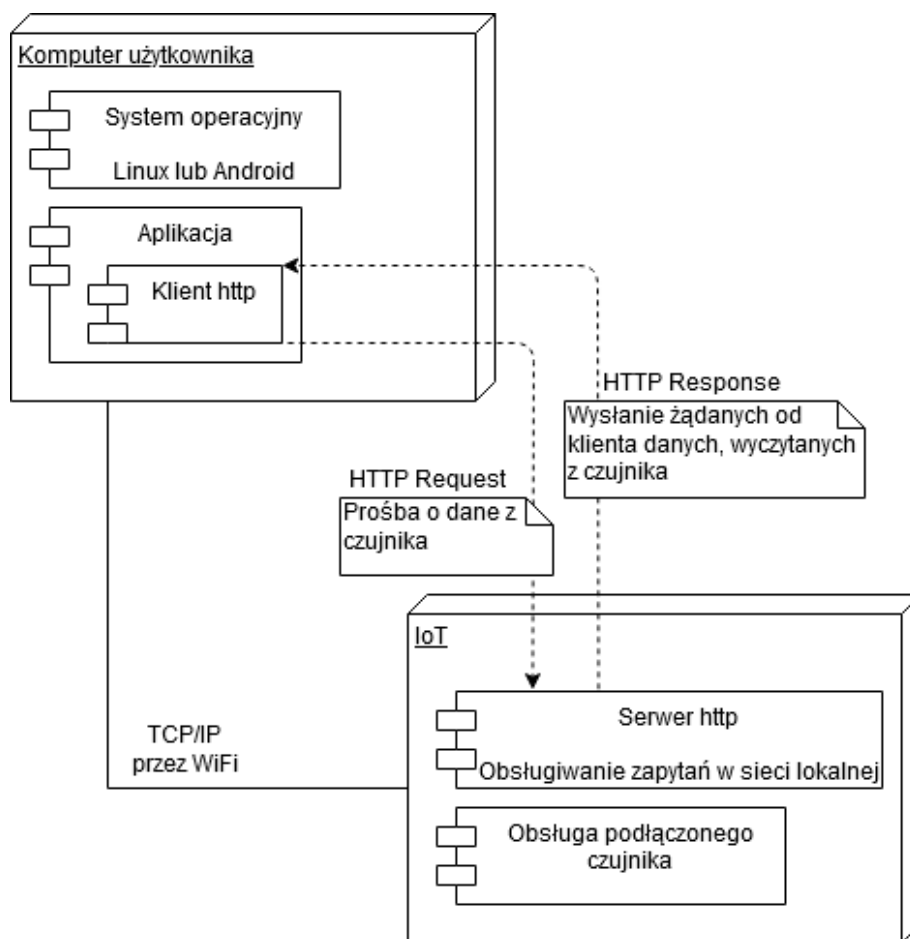 Komputer użytkownika
System operacyjny
Linux lub Android
Aplikacja
Klient http
HTTP Response
Wysłanie żądanych od
klienta danych, wyczytanych
z czujnika
HTTP Request
Prośba o dane z
czujnika
IoT
Serwer http
Obsługiwanie zapytań w sieci lokalnej
TCP/IP
przez WiFi
Obsługa podłączonego
czujnika